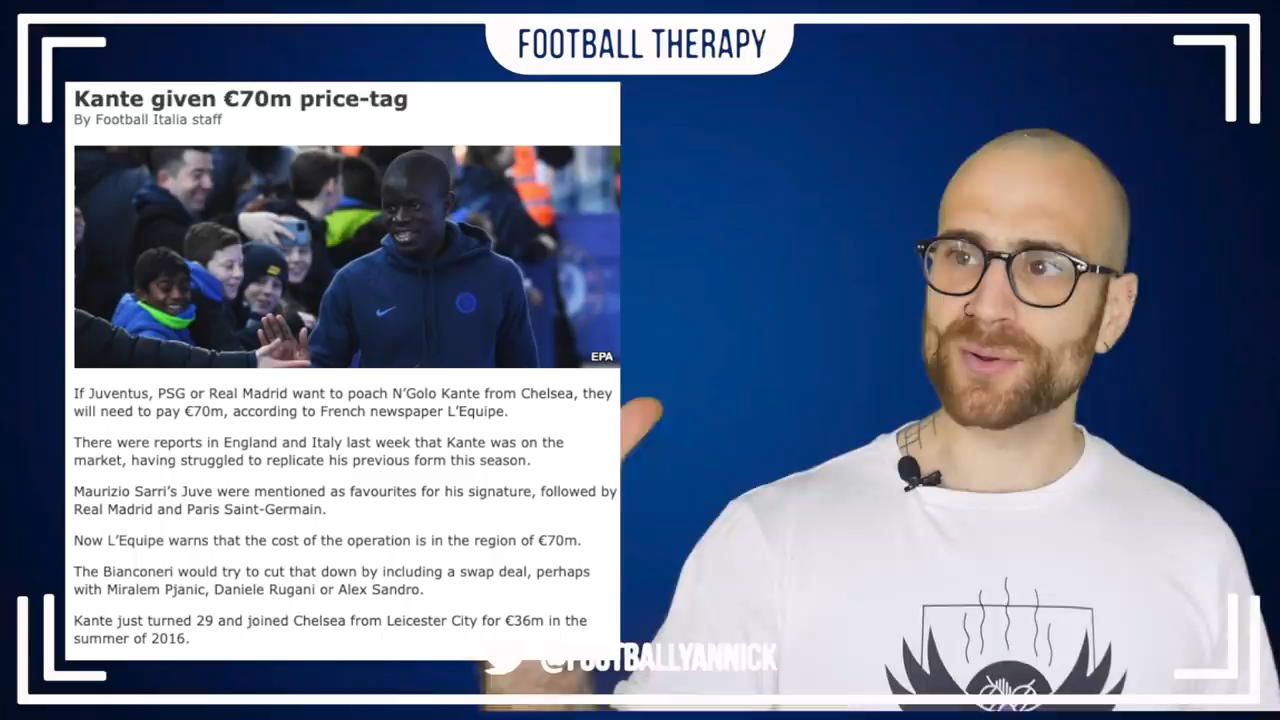 FOOTBALL THERAPY
Kante given €70m price-tag
By Football Italia staff
EPA
If Juventus, PSG or Real Madrid want to poach N'Golo Kante from Chelsea, they
will need to pay €70m, according to French newspaper L'Equipe.
There were reports in England and Italy last week that Kante was on the
market, having struggled to replicate his previous form this season.
Maurizio Sarri's Juve were mentioned as favourites for his signature, followed by
Real Madrid and Paris Saint-Germain.
Now L'Equipe warns that the cost of the operation is in the region of €70m.
The Bianconeri would try to cut that down by including a swap deal, perhaps
with Miralem Pjanic, Daniele Rugani or Alex Sandro.
Kante just turned 29 and joined Chelsea from Leicester City for €36m in the
summer of 2016.
@FOOTBALLYANNICK